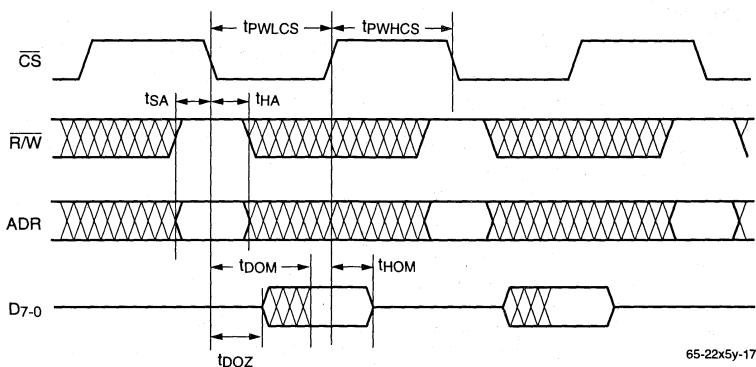 tPWLCS tPWHCS
CS
tSA tHA
R/W
ADR
tDOM tHOM
D7-0
tDOZ
65-22x5y-17